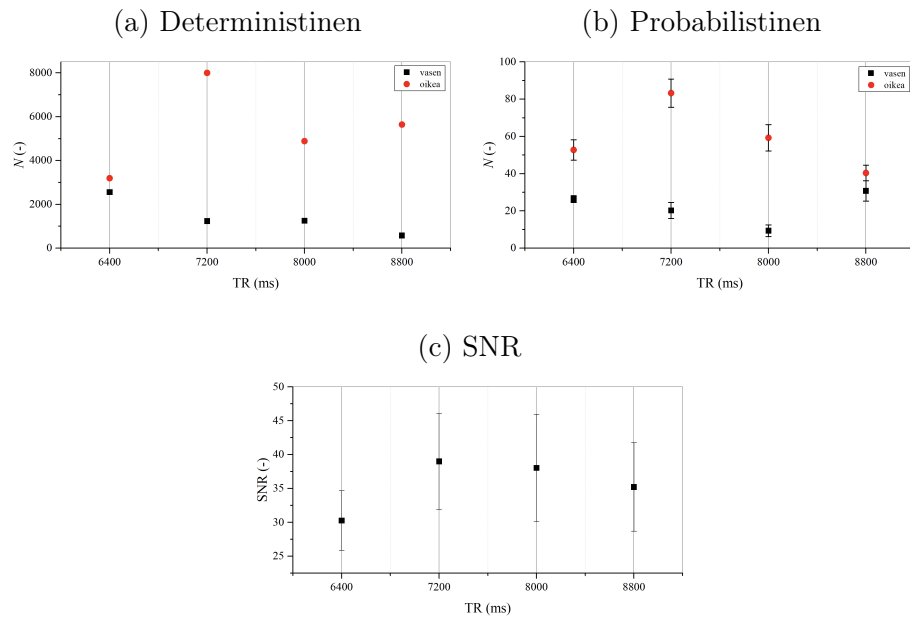 (a) Deterministinen
8000
6000
4000
2000
0
N (-)
vasen
oikea
6400 7200 8000 8800
TR (ms)
(b) Probabilistinen
100
80
60
40
20
0
N (-)
vasen
oikea
6400 7200 8000 8800
TR (ms)
(c) SNR
50
45
40
35
30
25
SNR (-)
6400 7200 8000 8800
TR (ms)